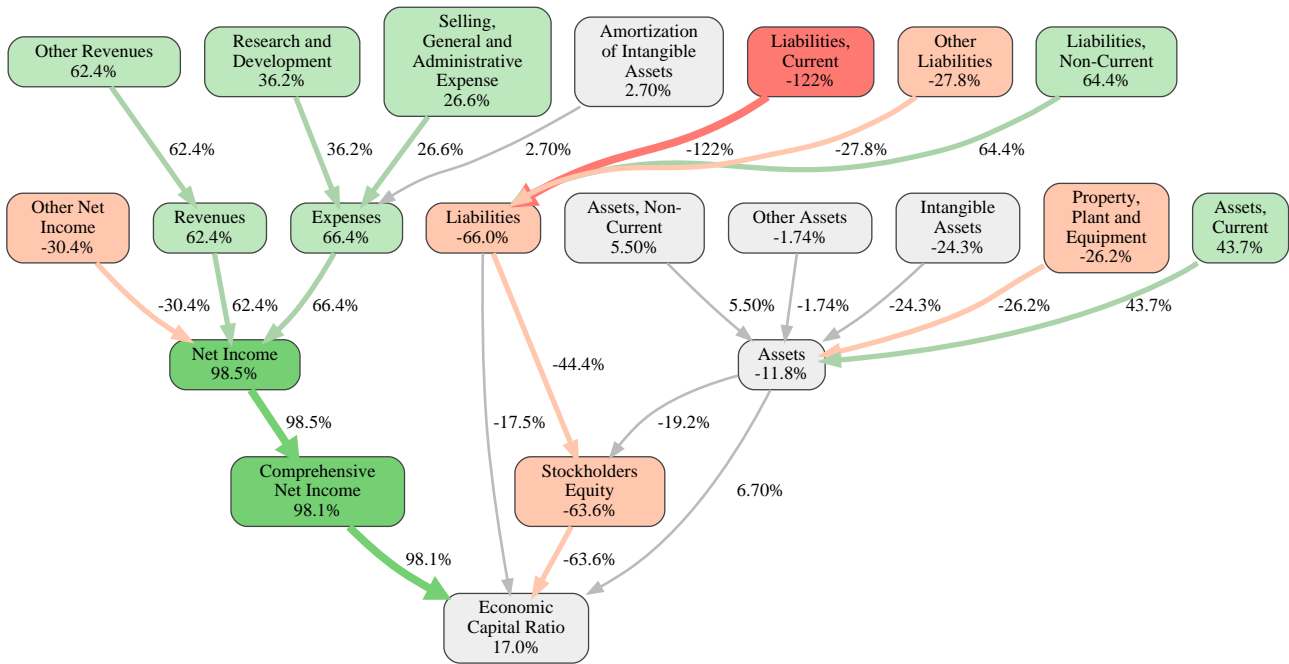 Other Revenues
62.4%
Research and
Development
36.2%
Selling,
General and
Administrative
Expense
26.6%
Amortization
of Intangible
Assets
2.70%
Liabilities,
Current
-122%
Other
Liabilities
-27.8%
Liabilities,
Non-Current
64.4%
62.4%
36.2%
26.6%
2.70%
-122%
-27.8%
64.4%
Other Net
Income
-30.4%
Revenues
62.4%
Expenses
66.4%
Liabilities
-66.0%
Assets, Non-
Current
5.50%
Other Assets
-1.74%
Intangible
Assets
-24.3%
Property,
Plant and
Equipment
-26.2%
Assets,
Current
43.7%
-30.4%
62.4%
66.4%
5.50%
-1.74%
-24.3%
-26.2%
43.7%
Net Income
98.5%
-44.4%
Assets
-11.8%
98.5%
-17.5%
-19.2%
Comprehensive
Net Income
98.1%
Stockholders
Equity
-63.6%
6.70%
98.1%
-63.6%
Economic
Capital Ratio
17.0%